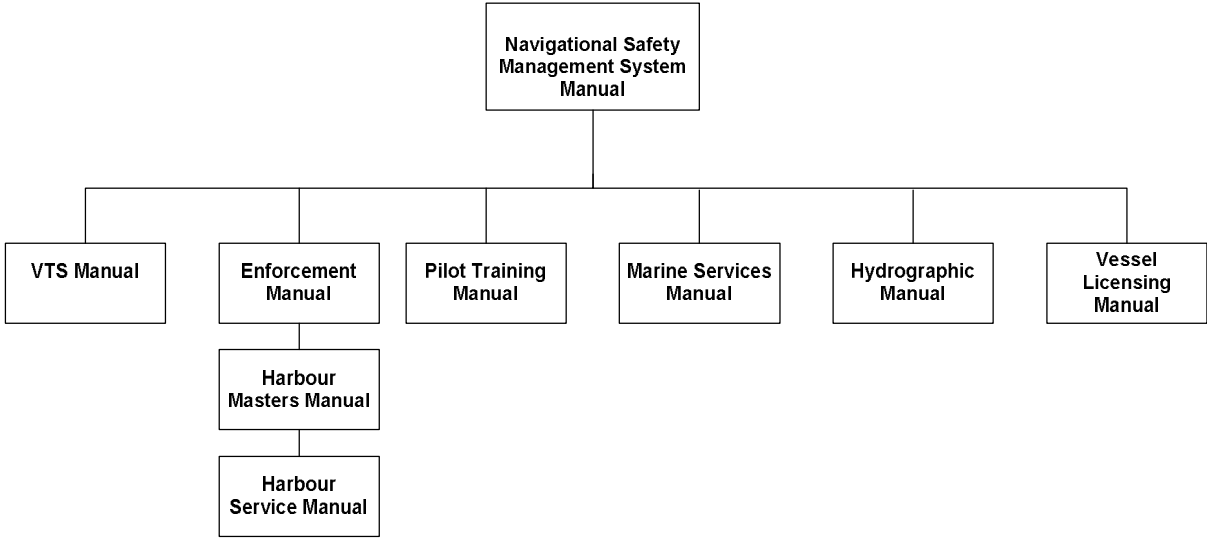 Navigational Safety
Management System
Manual
VTS Manual
Enforcement
Manual
Pilot Training
Manual
Marine Services
Manual
Hydrographic
Manual
Vessel
Licensing
Manual
Harbour
Masters Manual
Harbour
Service Manual